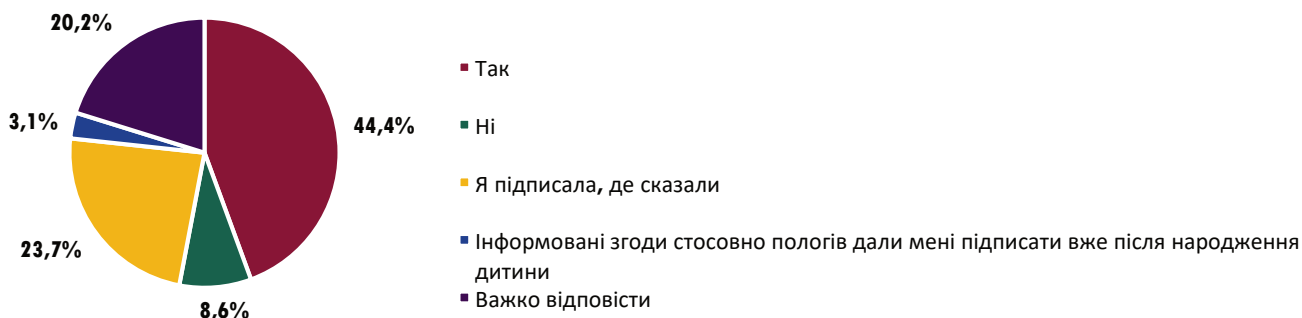 20,2%
3,1%
44,4%
23,7%
8,6%
Так
Ні
Я підписала, де сказали
Інформовані згоди стосовно пологів дали мені підписати вже після народження
дитини
Важко відповісти